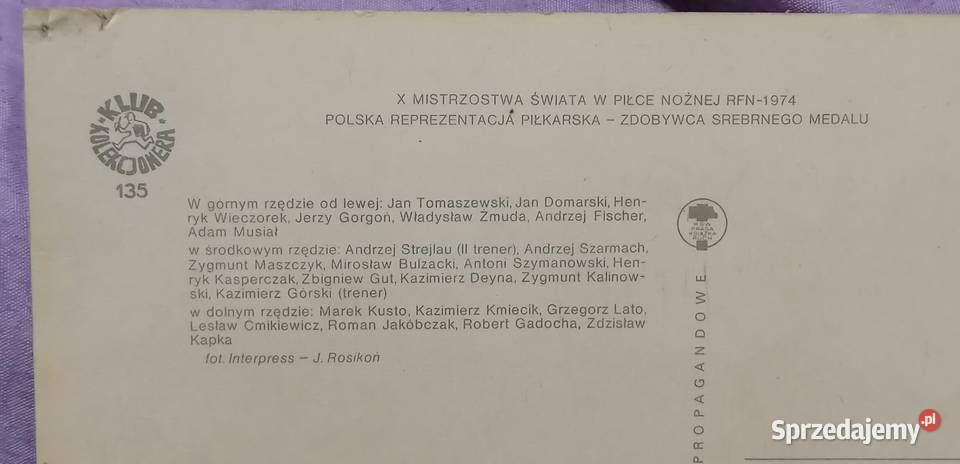 X MISTRZOSTWA ŚWIATA W PIŁCE NOŻNEJ RFN-1974
POLSKA REPREZENTACJA PIŁKARSKA – ZDOBYWCA SREBRNEGO MEDALU
KLUB
KOLEKCJONERA
135
W górnym rzędzie od lewej: Jan Tomaszewski, Jan Domarski, Hen-
ryk Wieczorek, Jerzy Gorgoń, Władysław Żmuda, Andrzej Fischer,
Adam Musiał
w środkowym rzędzie: Andrzej Strejlau (II trener), Andrzej Szarmach,
Zygmunt Maszczyk, Mirosław Bulzacki, Antoni Szymanowski, Hen-
ryk Kasperczak, Zbigniew Gut, Kazimierz Deyna, Zygmunt Kalinow-
ski, Kazimierz Górski (trener)
w dolnym rzędzie: Marek Kusto, Kazimierz Kmiecik, Grzegorz Lato,
Lesław Ćmikiewicz, Roman Jakóbczak, Robert Gadocha, Zdzisław
Kapka
fot. Interpress – J. Rosikoń
RSW
PRASA
KSIĄŻKA
RUCH
PROPAGANDOWE
Sprzedajemy.pl